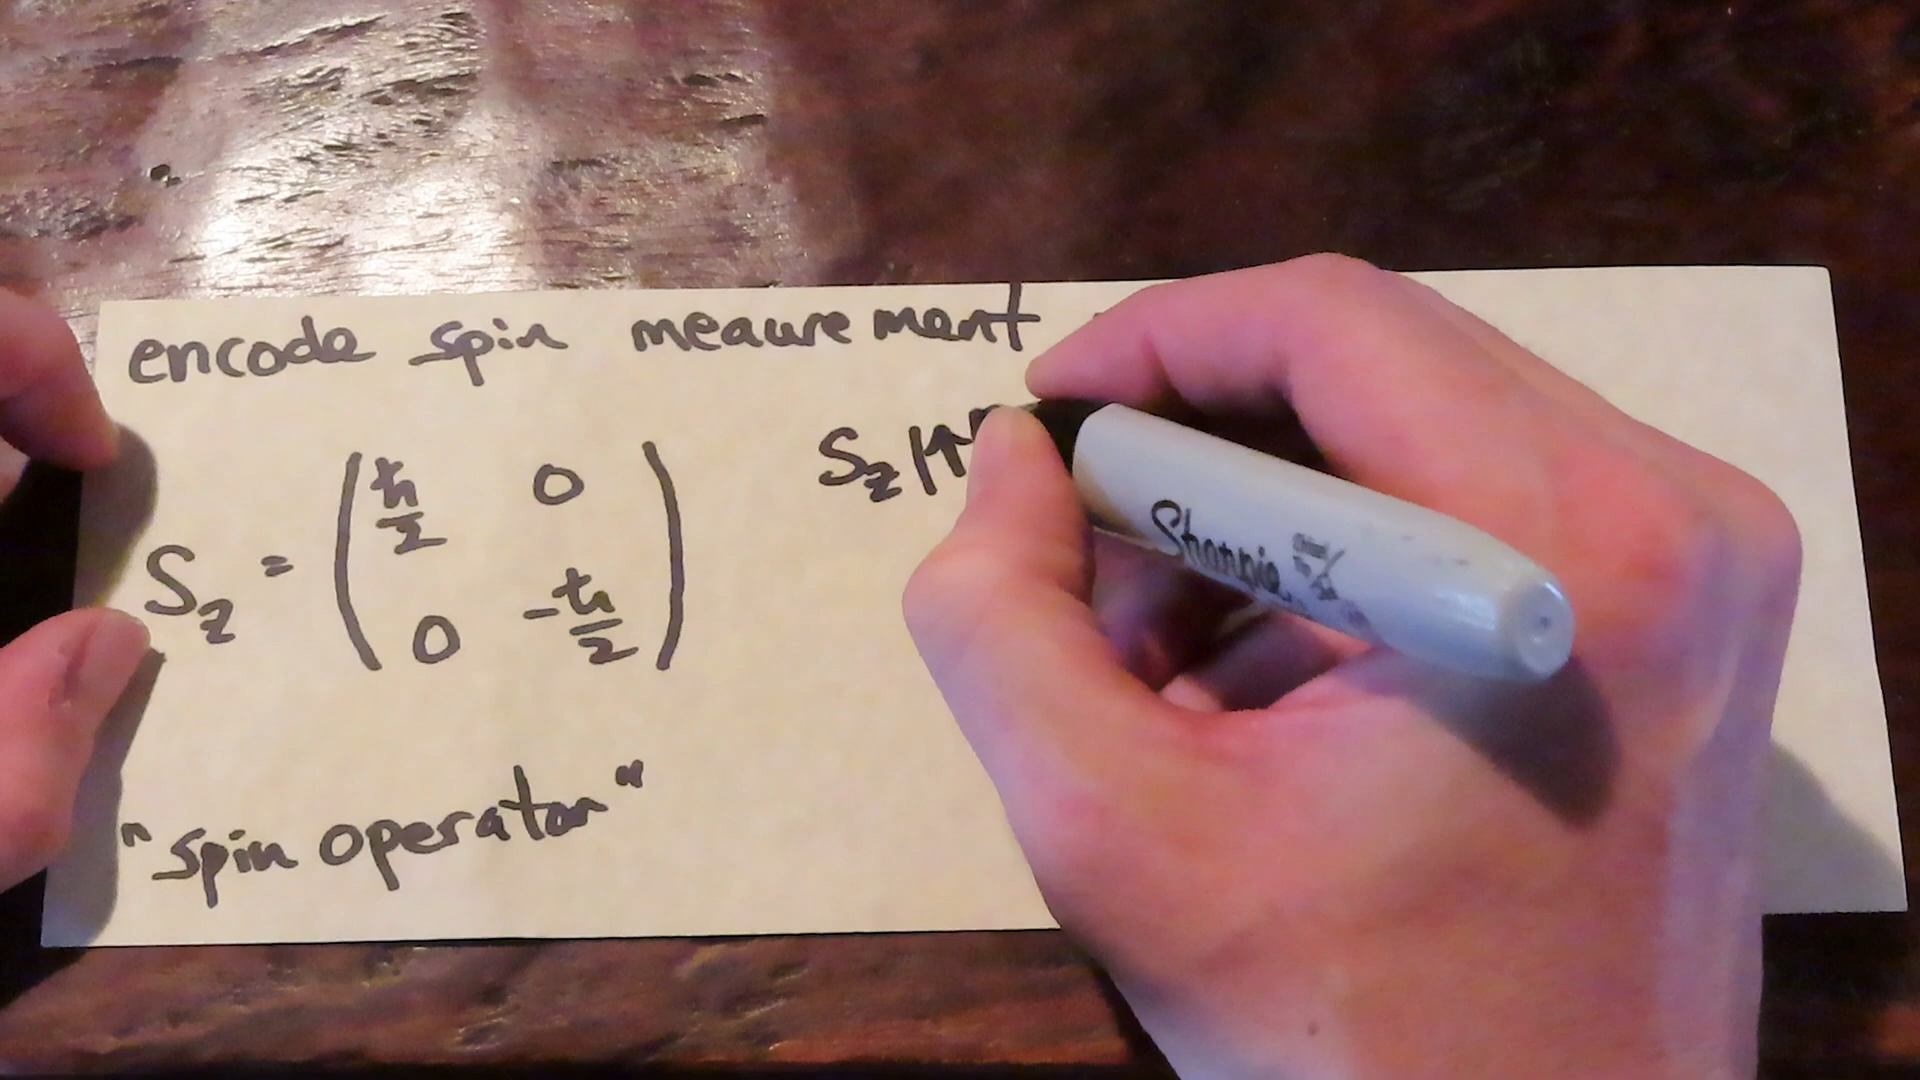 encode spin meaurement
S_z = ( ħ/2 0
0 -ħ/2 )
S_z |↑
"spin operator"
Sharpie